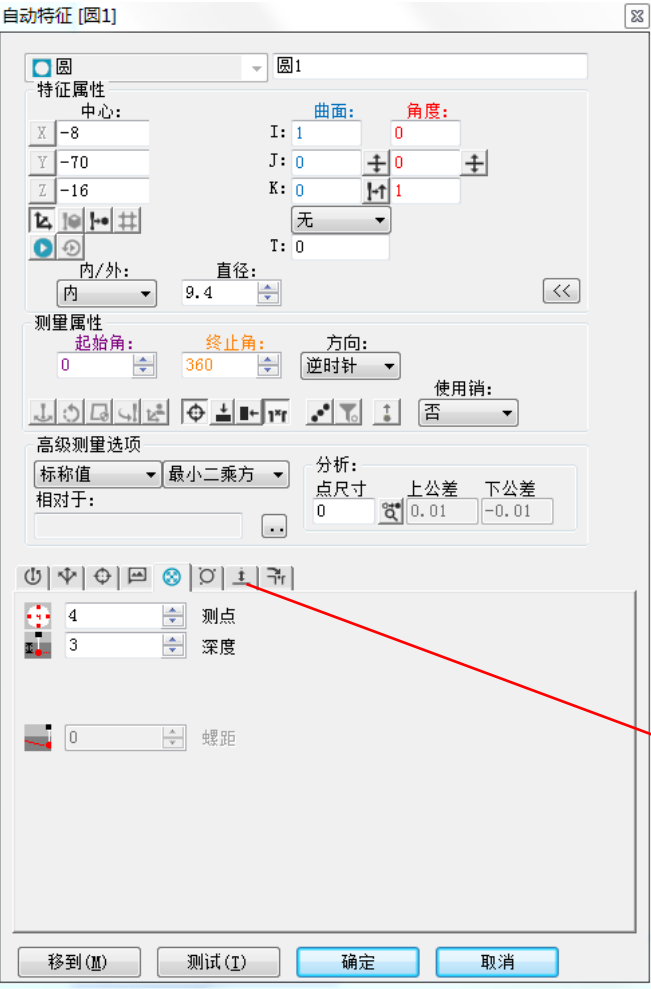 自动特征 [圆1]
圆 圆1
特征属性
中心: 曲面: 角度:
X -8 I: 1 0
Y -70 J: 0 0
Z -16 K: 0 1
无
T: 0
内/外: 直径:
内 9.4 <<
测量属性
起始角: 终止角: 方向:
0 360 逆时针
使用销:
否
高级测量选项
标称值 最小二乘方 分析:
相对于: 点尺寸 上公差 下公差
0 0.01 -0.01
..
4 测点
3 深度
0 螺距
移到(M) 测试(T) 确定 取消